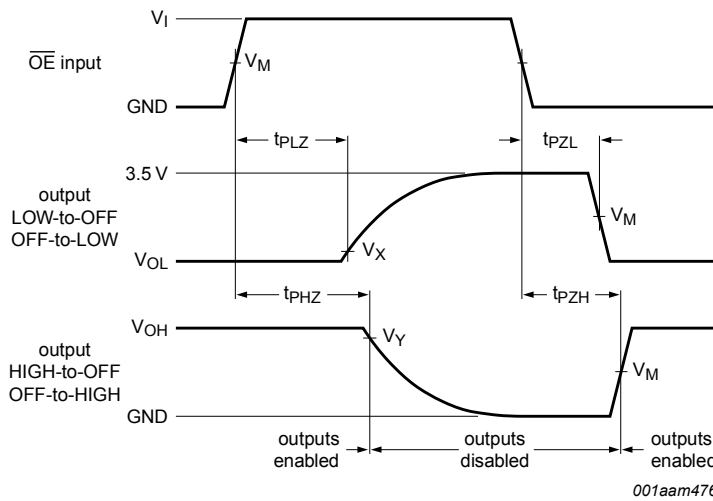 V_I
OE input
V_M
GND
t_PLZ
t_PZL
3.5 V
output
LOW-to-OFF
OFF-to-LOW
V_M
V_X
V_OL
t_PHZ
t_PZH
V_OH
V_Y
output
HIGH-to-OFF
OFF-to-HIGH
V_M
GND
outputs
enabled
outputs
disabled
outputs
enabled
001aam476